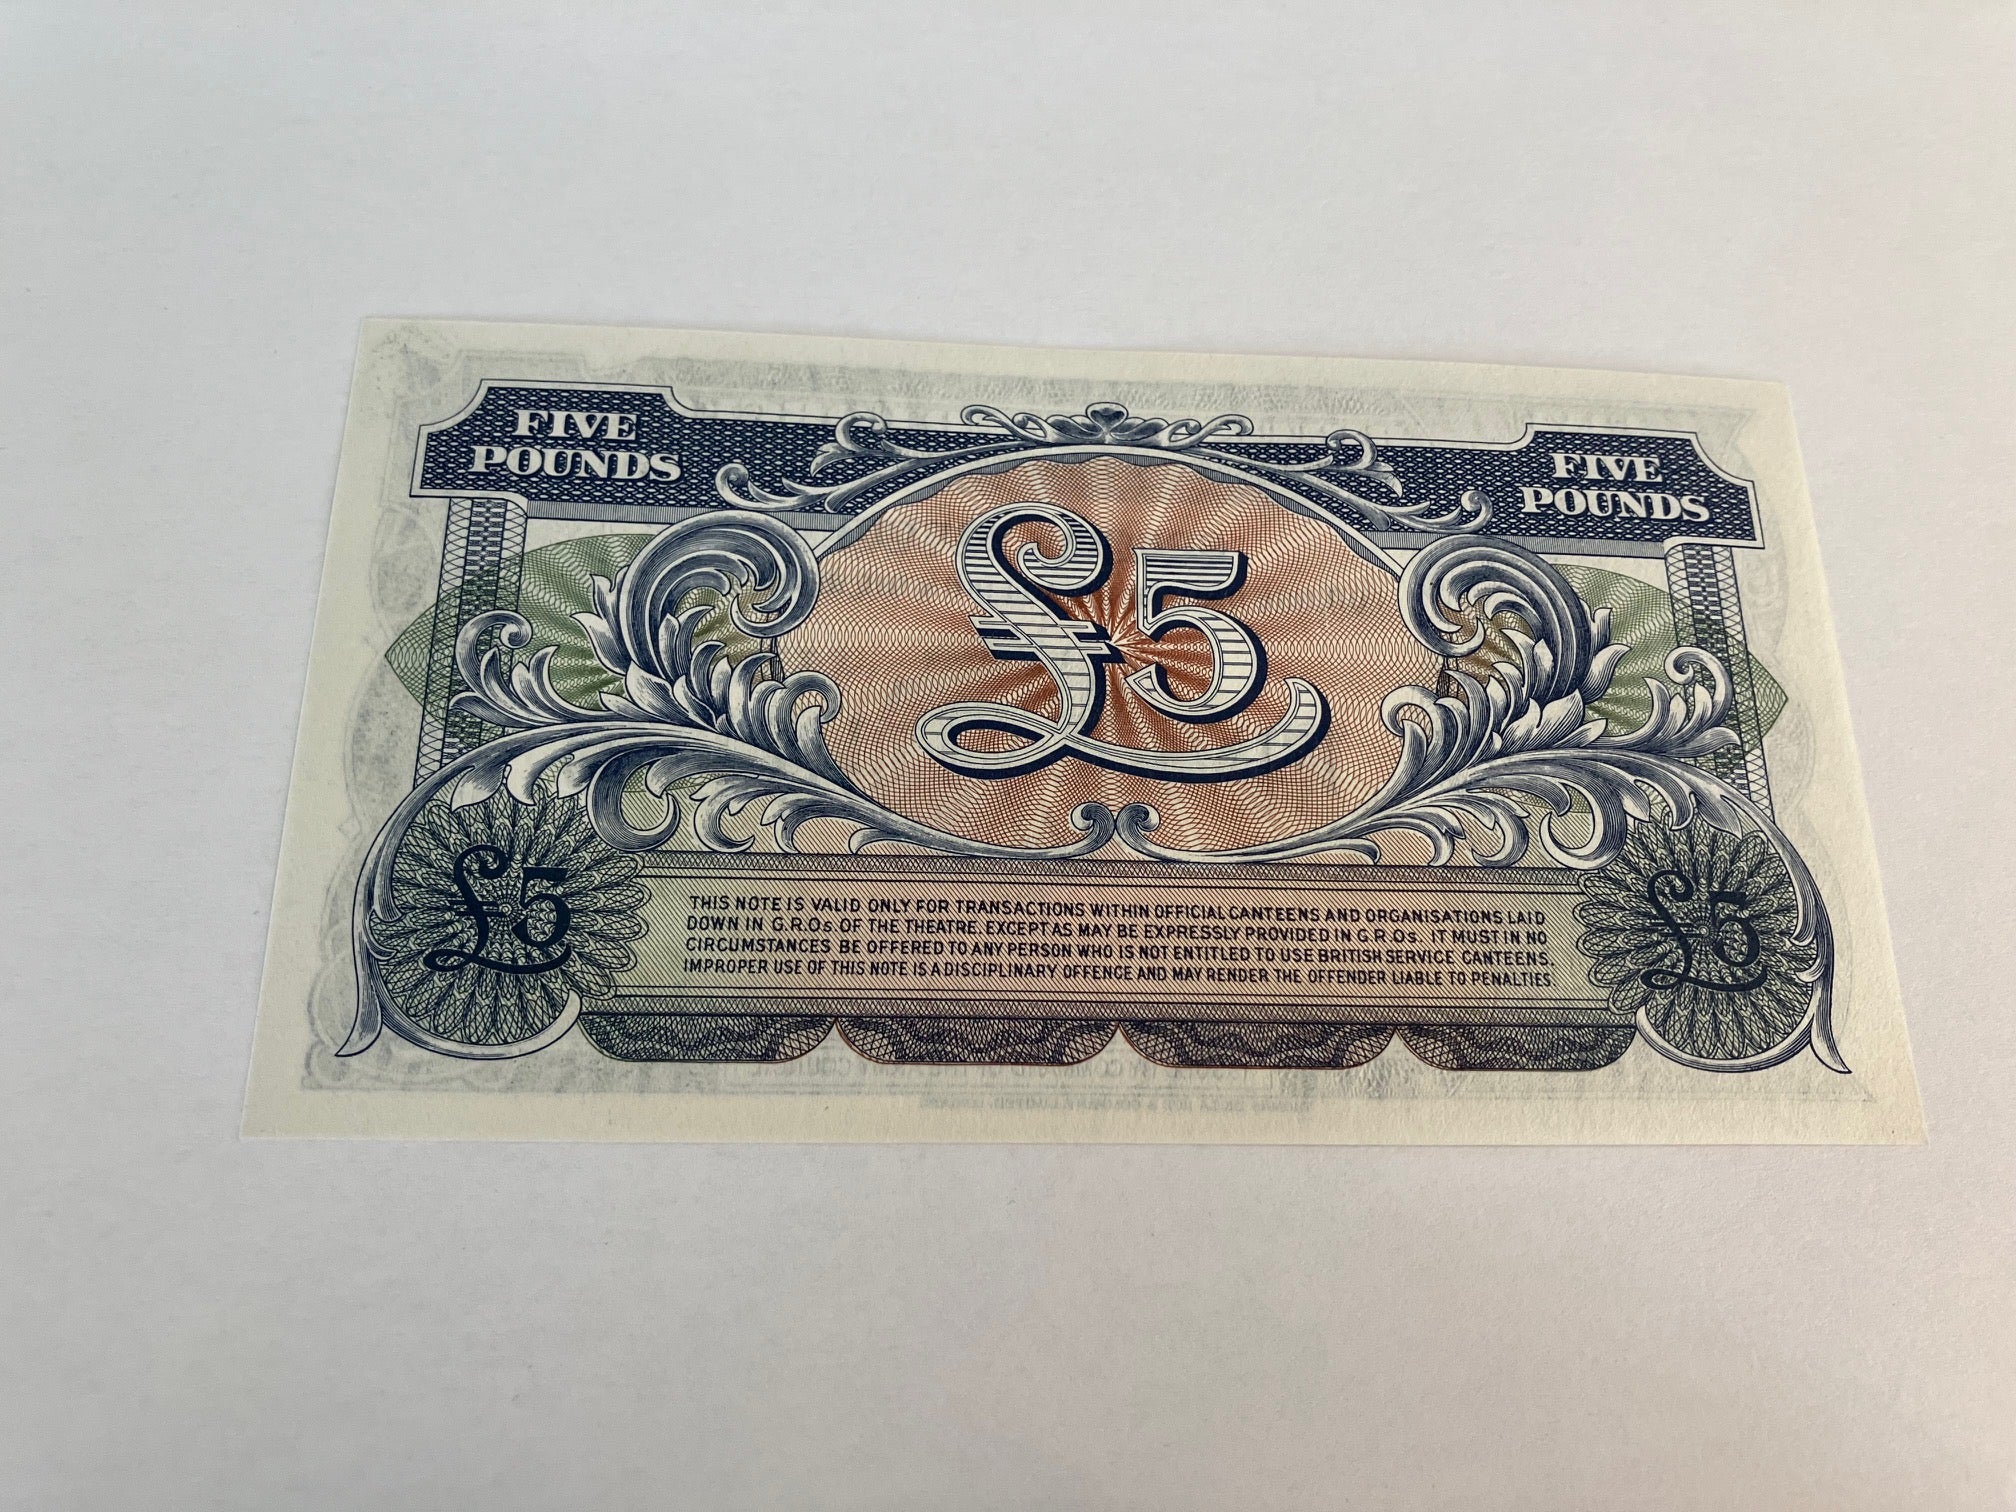 FIVE
POUNDS
FIVE
POUNDS
£5
£5
THIS NOTE IS VALID ONLY FOR TRANSACTIONS WITHIN OFFICIAL CANTEENS AND ORGANISATIONS LAID
DOWN IN G.R.Os. OF THE THEATRE, EXCEPT AS MAY BE EXPRESSLY PROVIDED IN G.R.Os. IT MUST IN NO
CIRCUMSTANCES BE OFFERED TO ANY PERSON WHO IS NOT ENTITLED TO USE BRITISH SERVICE CANTEENS.
IMPROPER USE OF THIS NOTE IS A DISCIPLINARY OFFENCE AND MAY RENDER THE OFFENDER LIABLE TO PENALTIES.
£5